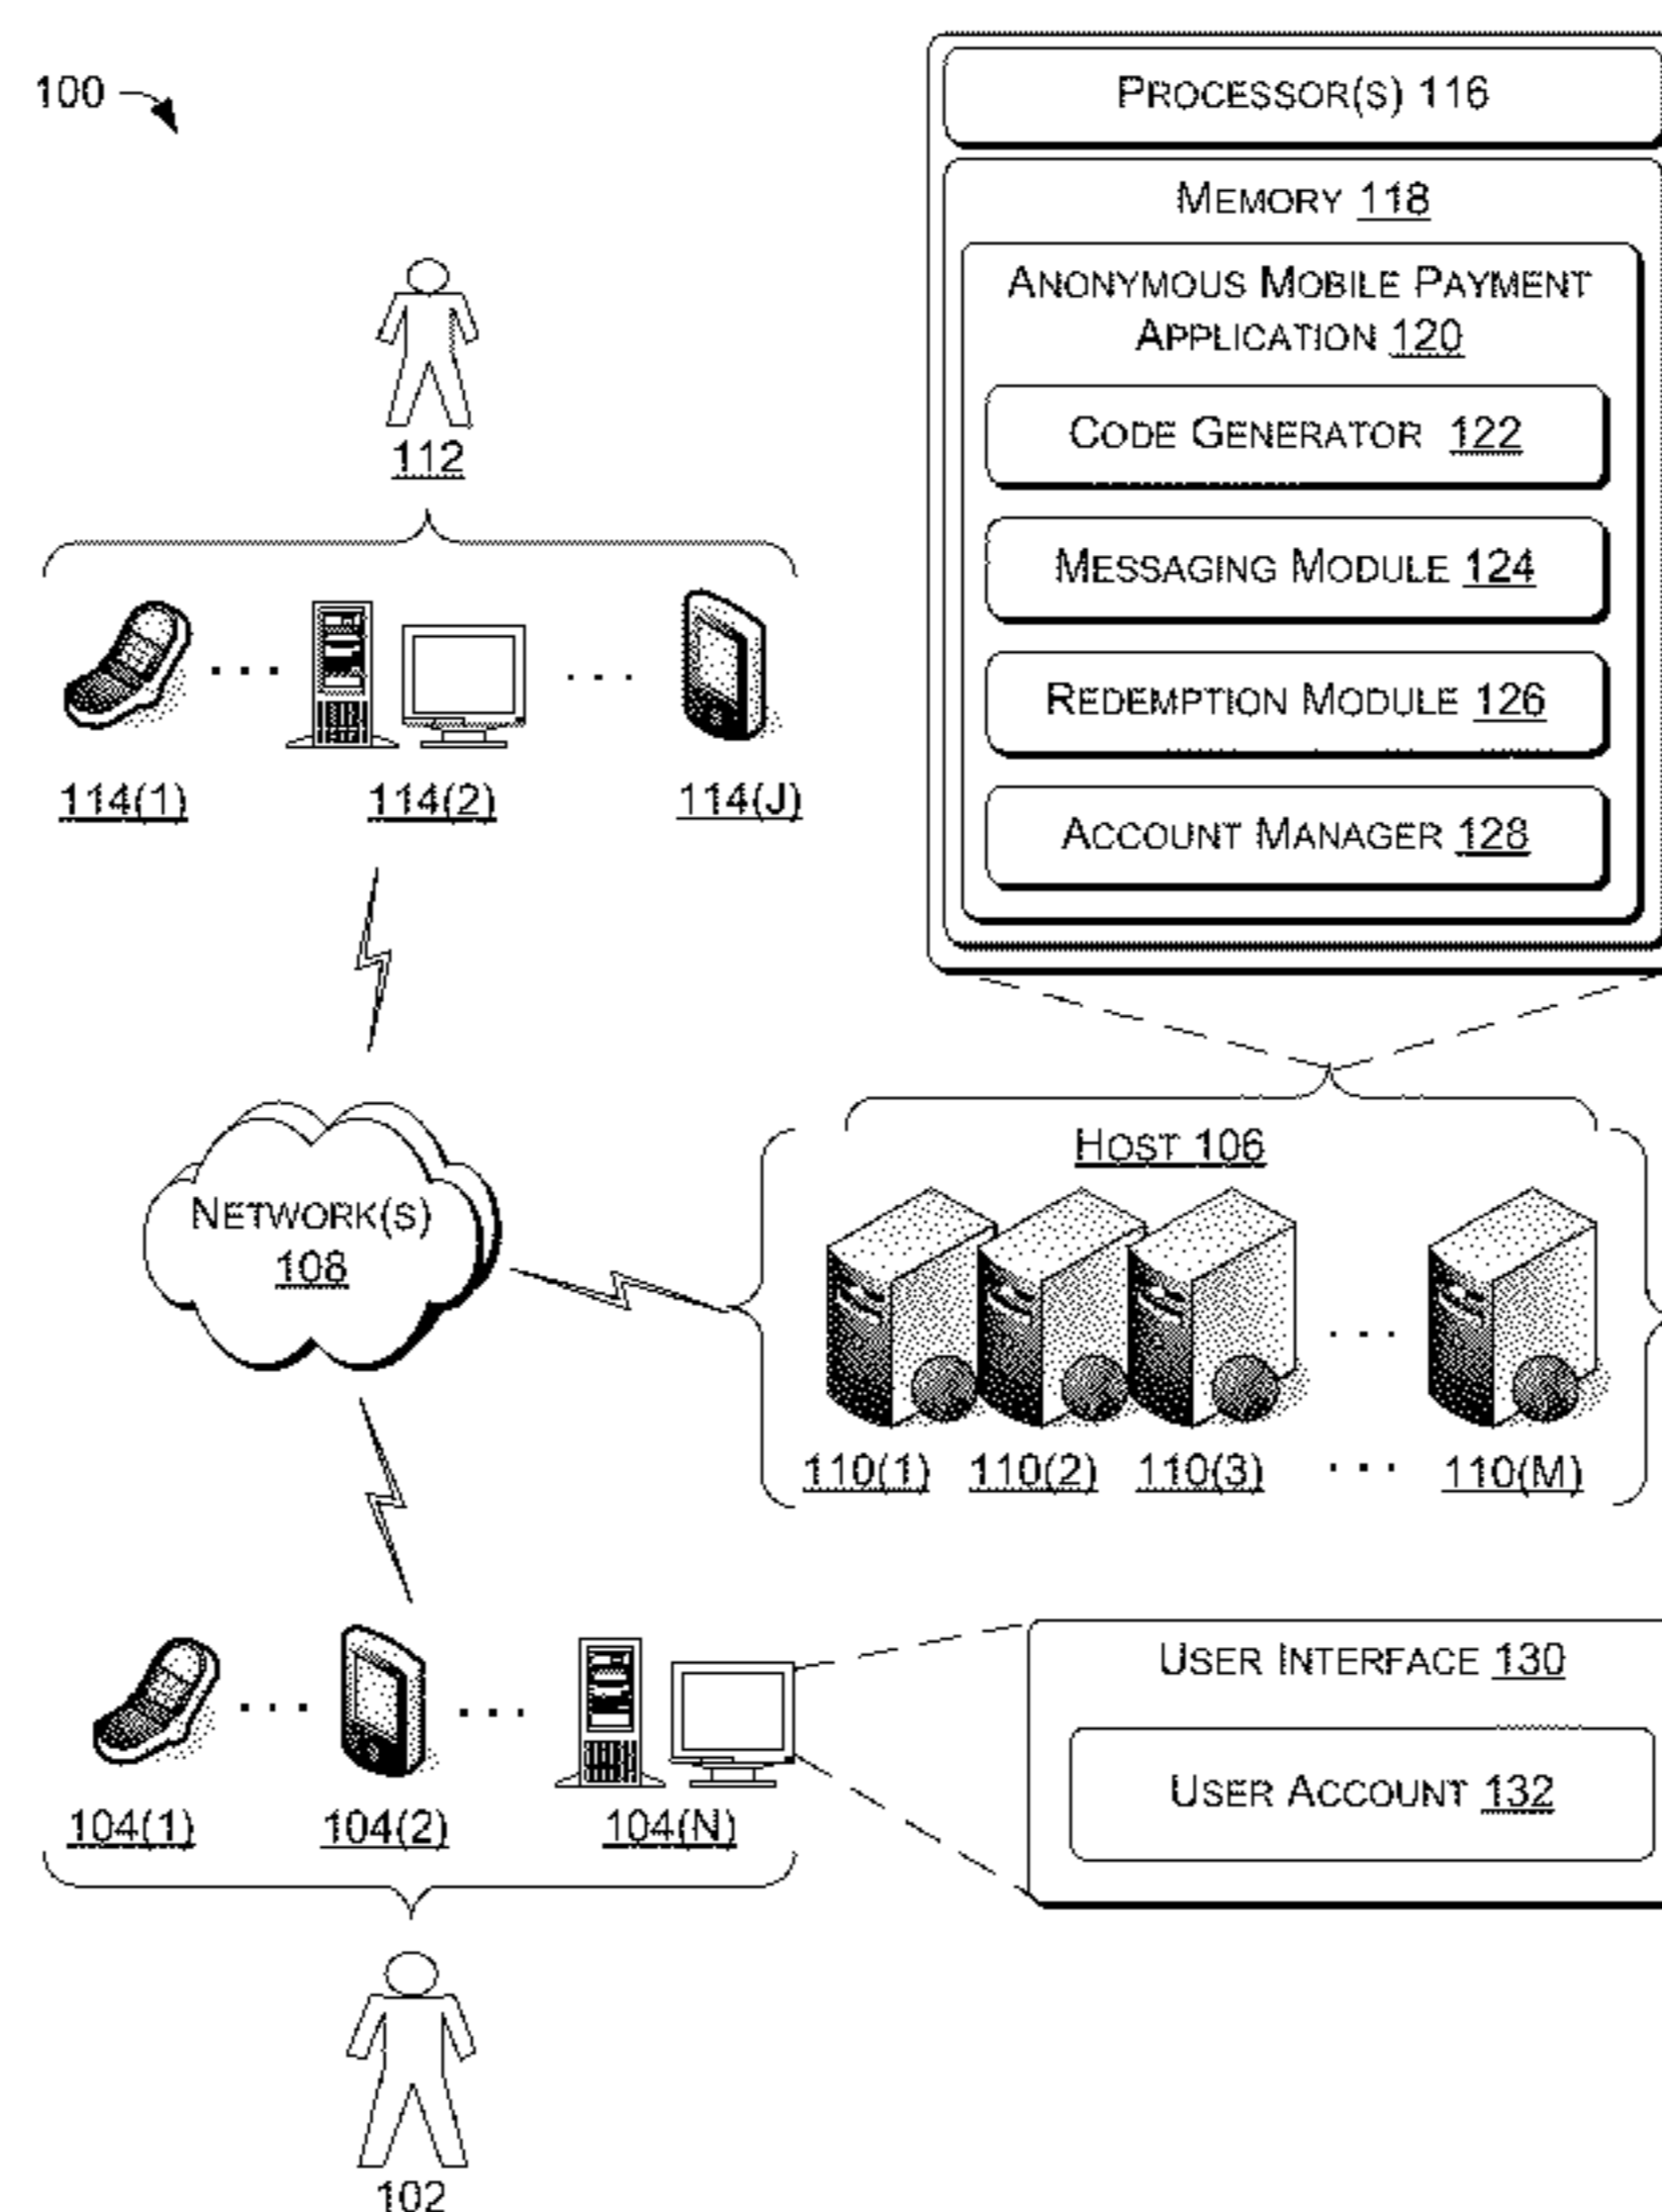 100
PROCESSOR(S) 116
MEMORY 118
ANONYMOUS MOBILE PAYMENT
APPLICATION 120
CODE GENERATOR 122
MESSAGING MODULE 124
REDEMPTION MODULE 126
ACCOUNT MANAGER 128
112
114(1) 114(2) 114(J)
NETWORK(S)
108
HOST 106
110(1) 110(2) 110(3) ... 110(M)
104(1) 104(2) 104(N)
USER INTERFACE 130
USER ACCOUNT 132
102